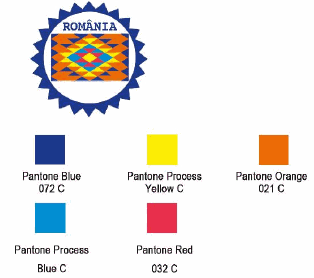 ROMÂNIA
Pantone Blue
072 C
Pantone Process
Yellow C
Pantone Orange
021 C
Pantone Process
Blue C
Pantone Red
032 C